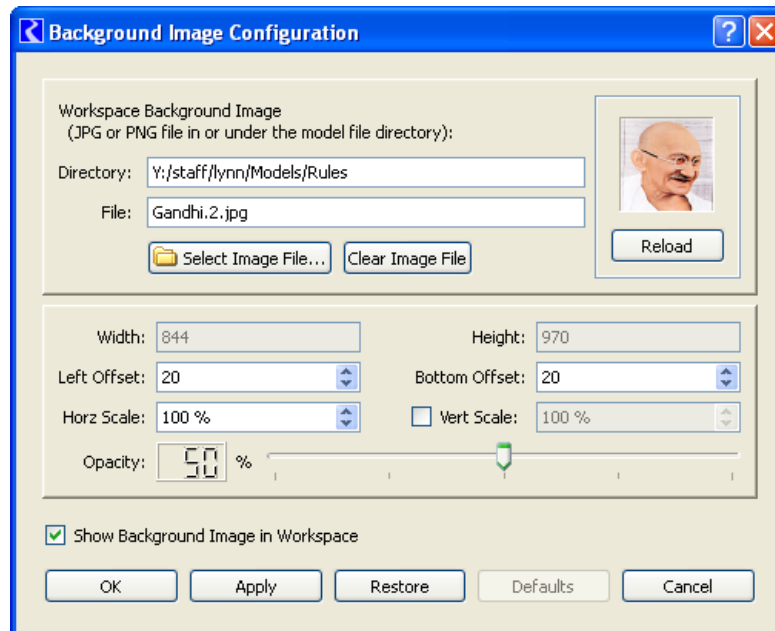 Background Image Configuration
Workspace Background Image
(JPG or PNG file in or under the model file directory):
Directory: Y:/staff/lynn/Models/Rules
File: Gandhi.2.jpg
Select Image File... Clear Image File
Reload
Width: 844 Height: 970
Left Offset: 20 Bottom Offset: 20
Horz Scale: 100 % Vert Scale: 100 %
Opacity: 50 %
Show Background Image in Workspace
OK Apply Restore Defaults Cancel